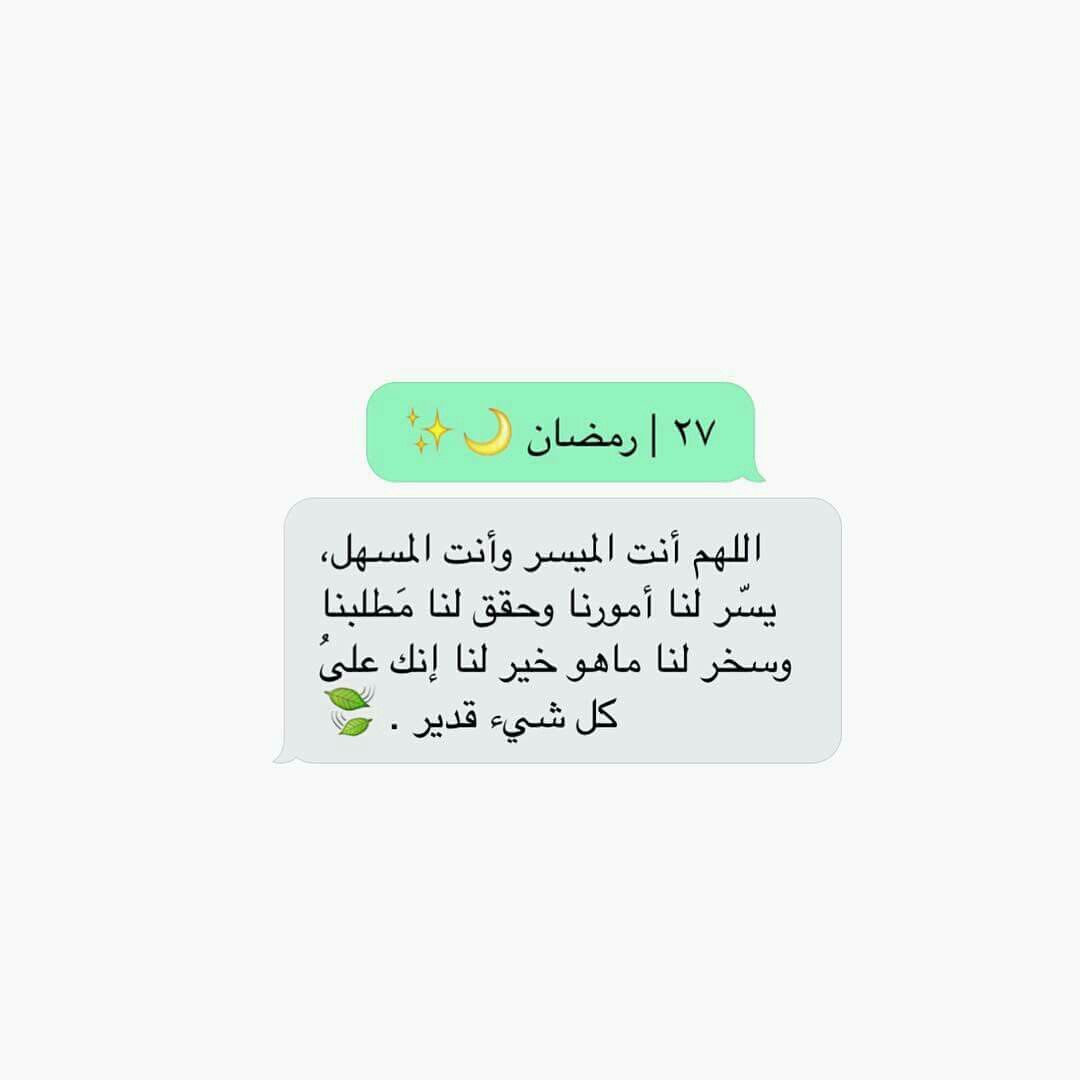 ٢٧ | رمضان 🌙✨
اللهم أنت الميسر وأنت المسهل،
يسّر لنا أمورنا وحقق لنا مَطلبنا
وسخر لنا ماهو خير لنا إنك علىُ
كل شيء قدير . 🍃